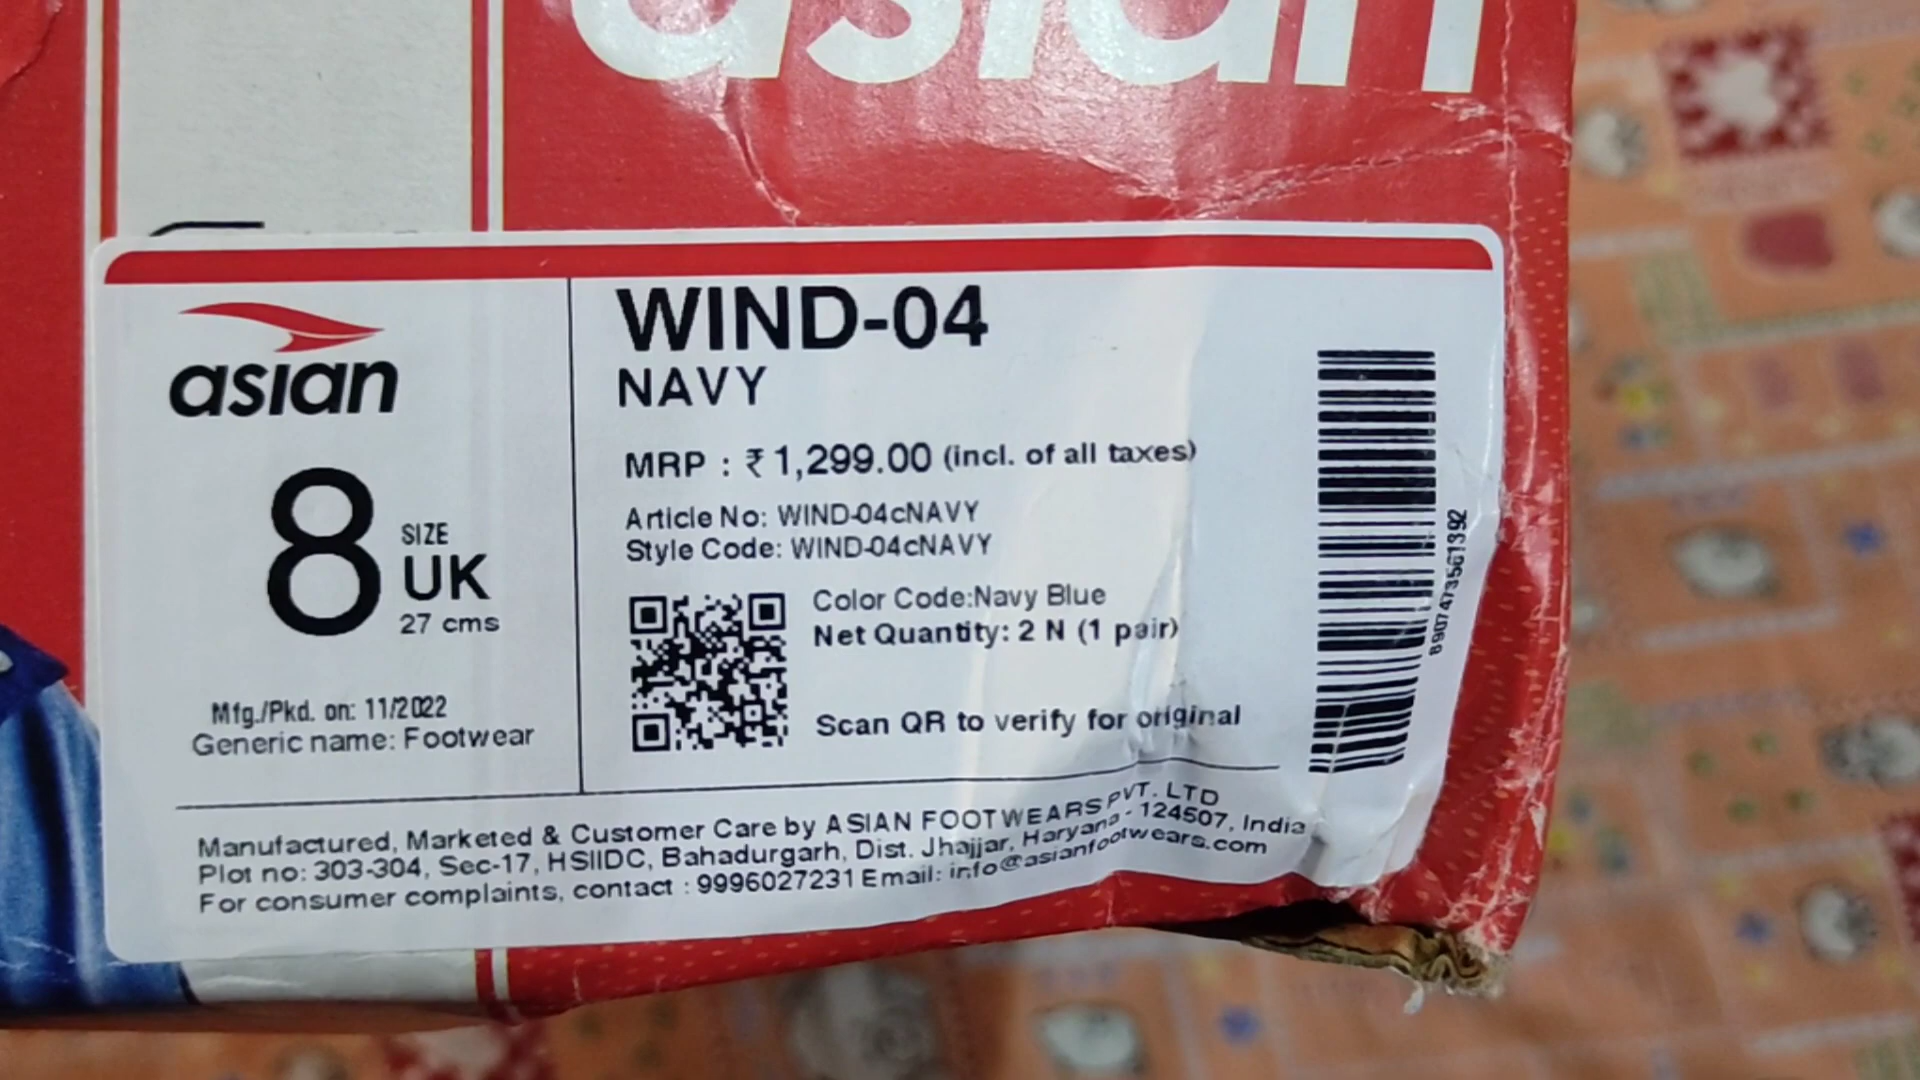 asian
asian
8
SIZE
UK
27 cms
Mfg./Pkd. on: 11/2022
Generic name: Footwear
WIND-04
NAVY
MRP : ₹ 1,299.00 (incl. of all taxes)
Article No: WIND-04cNAVY
Style Code: WIND-04cNAVY
Color Code:Navy Blue
Net Quantity: 2 N (1 pair)
Scan QR to verify for original
8907473561392
Manufactured, Marketed & Customer Care by ASIAN FOOTWEARS PVT. LTD
Plot no: 303-304, Sec-17, HSIIDC, Bahadurgarh, Dist. Jhajjar, Haryana - 124507, India
For consumer complaints, contact : 9996027231 Email: info@asianfootwears.com